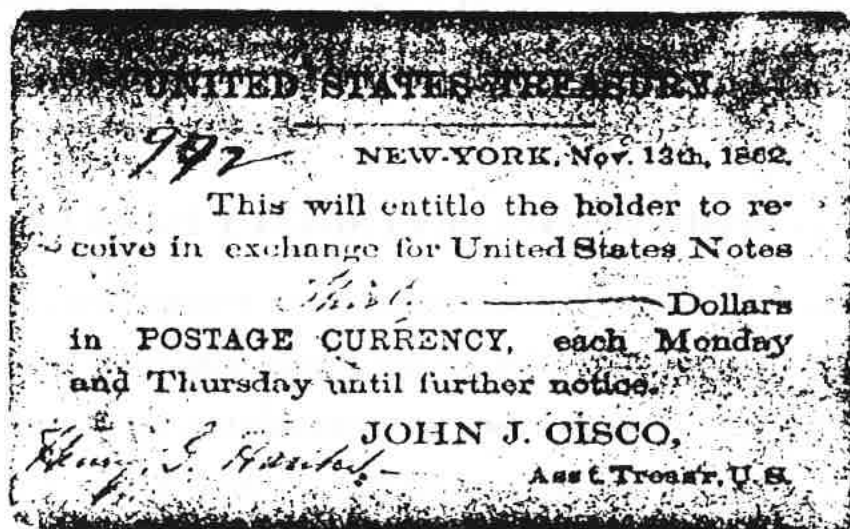 UNITED STATES TREASURY.
992
NEW-YORK, Nov. 13th, 1862.
This will entitle the holder to re-
ceive in exchange for United States Notes
Dollars
in POSTAGE CURRENCY, each Monday
and Thursday until further notice.
JOHN J. CISCO,
Ass't. Treas'r, U. S.